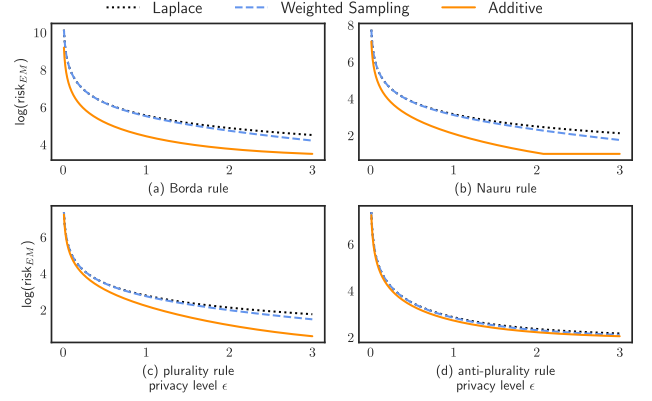 Laplace Weighted Sampling Additive
log(risk_EM)
10
8
6
4
0 1 2 3
(a) Borda rule
8
6
4
2
0 1 2 3
(b) Nauru rule
log(risk_EM)
6
4
2
0 1 2 3
(c) plurality rule
privacy level ϵ
6
4
2
0 1 2 3
(d) anti-plurality rule
privacy level ϵ